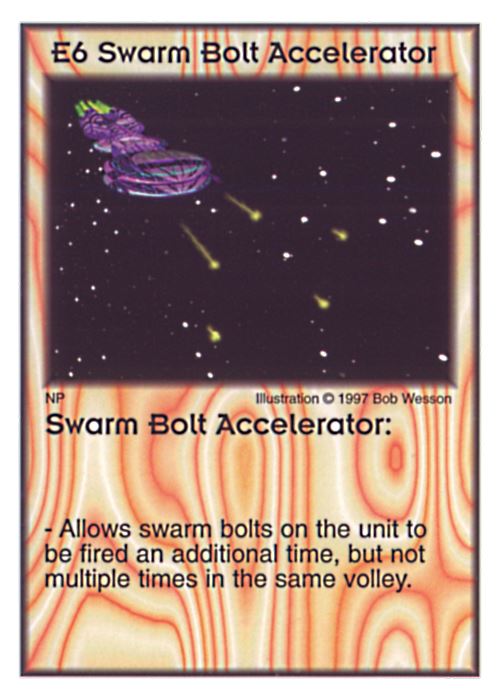 E6 Swarm Bolt Accelerator
NP Illustration © 1997 Bob Wesson
Swarm Bolt Accelerator:
- Allows swarm bolts on the unit to
be fired an additional time, but not
multiple times in the same volley.